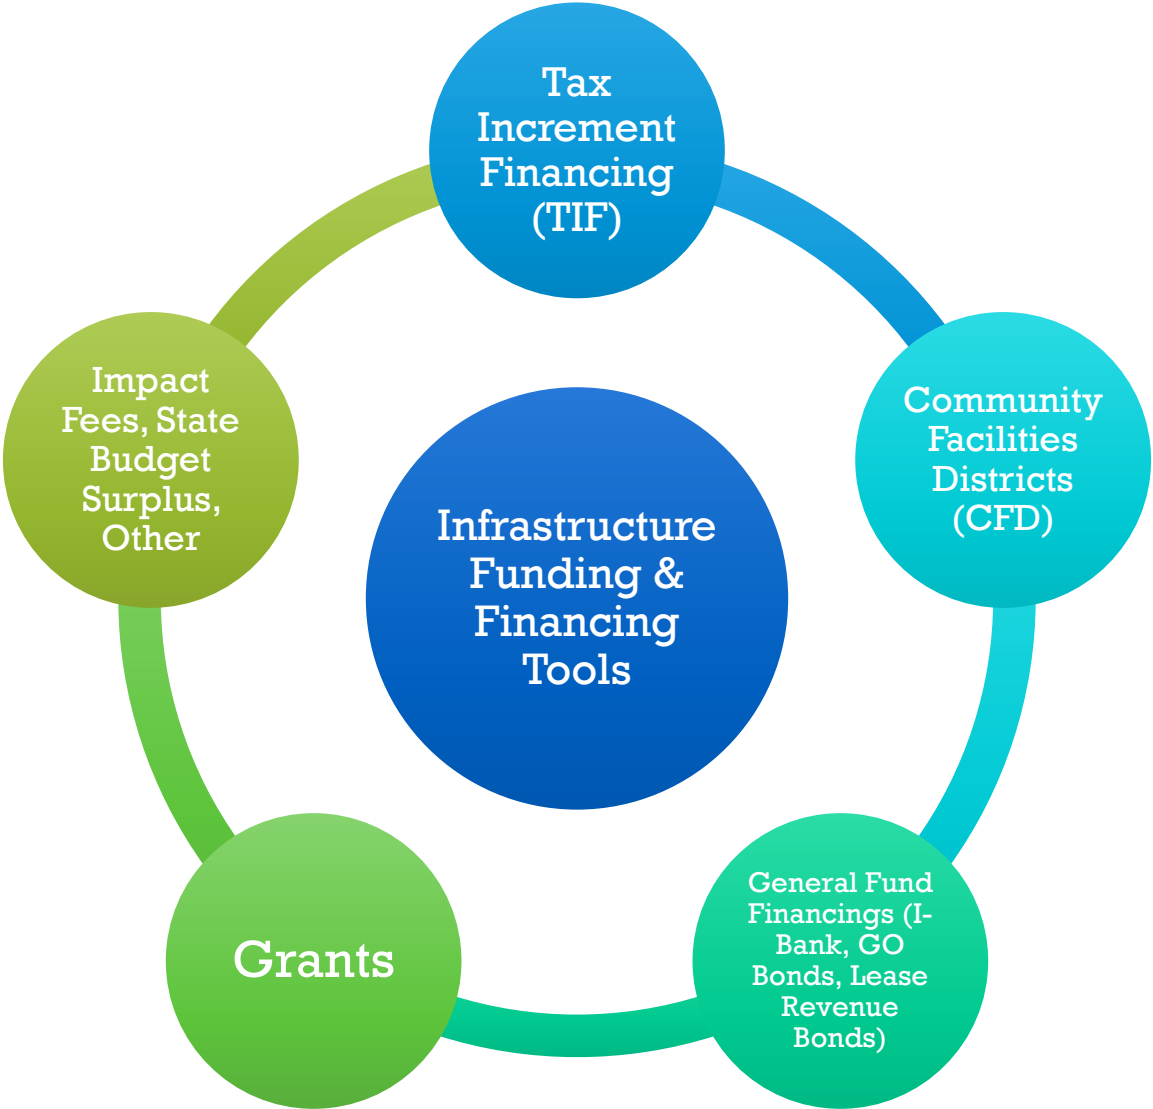 Tax
Increment
Financing
(TIF)
Community
Facilities
Districts
(CFD)
General Fund
Financings (I-
Bank, GO
Bonds, Lease
Revenue
Bonds)
Grants
Impact
Fees, State
Budget
Surplus,
Other
Infrastructure
Funding &
Financing
Tools